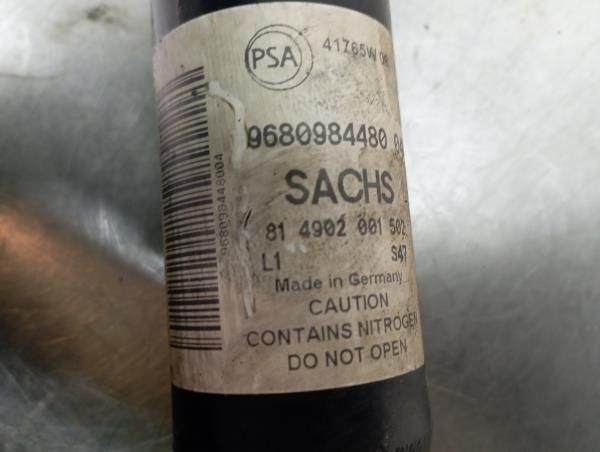 PSA
41765W
9680984480
SACHS
81 4902 001 502
L1 S47
Made in Germany
CAUTION
CONTAINS NITROGEN
DO NOT OPEN
968098448004